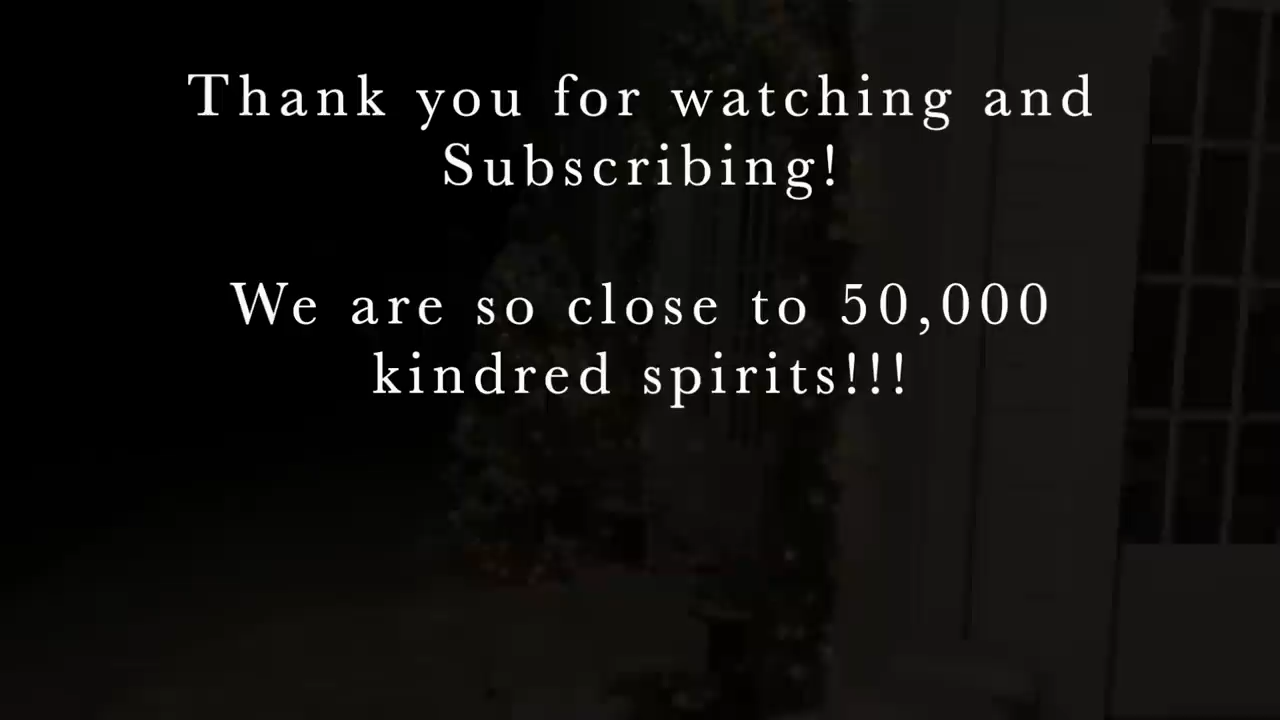 Thank you for watching and
Subscribing!
We are so close to 50,000
kindred spirits!!!